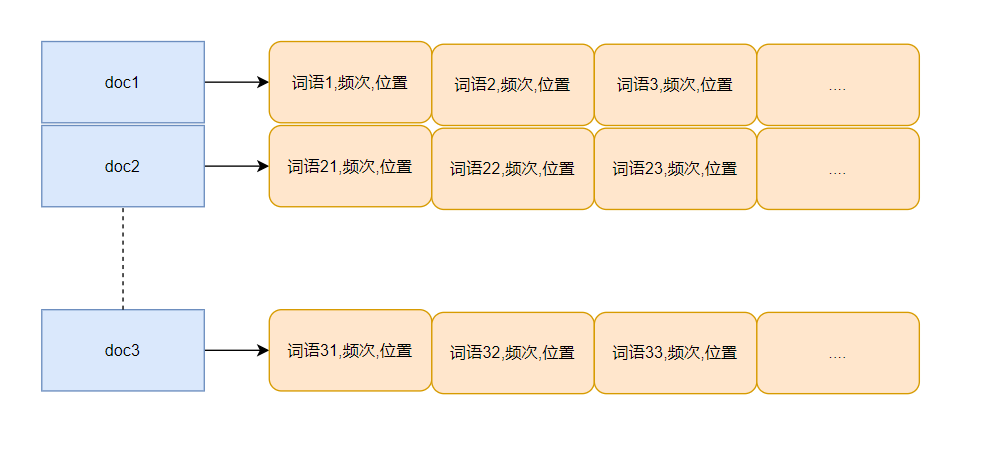 doc1
词语1,频次,位置
词语2,频次,位置
词语3,频次,位置
....
doc2
词语21,频次,位置
词语22,频次,位置
词语23,频次,位置
....
doc3
词语31,频次,位置
词语32,频次,位置
词语33,频次,位置
....